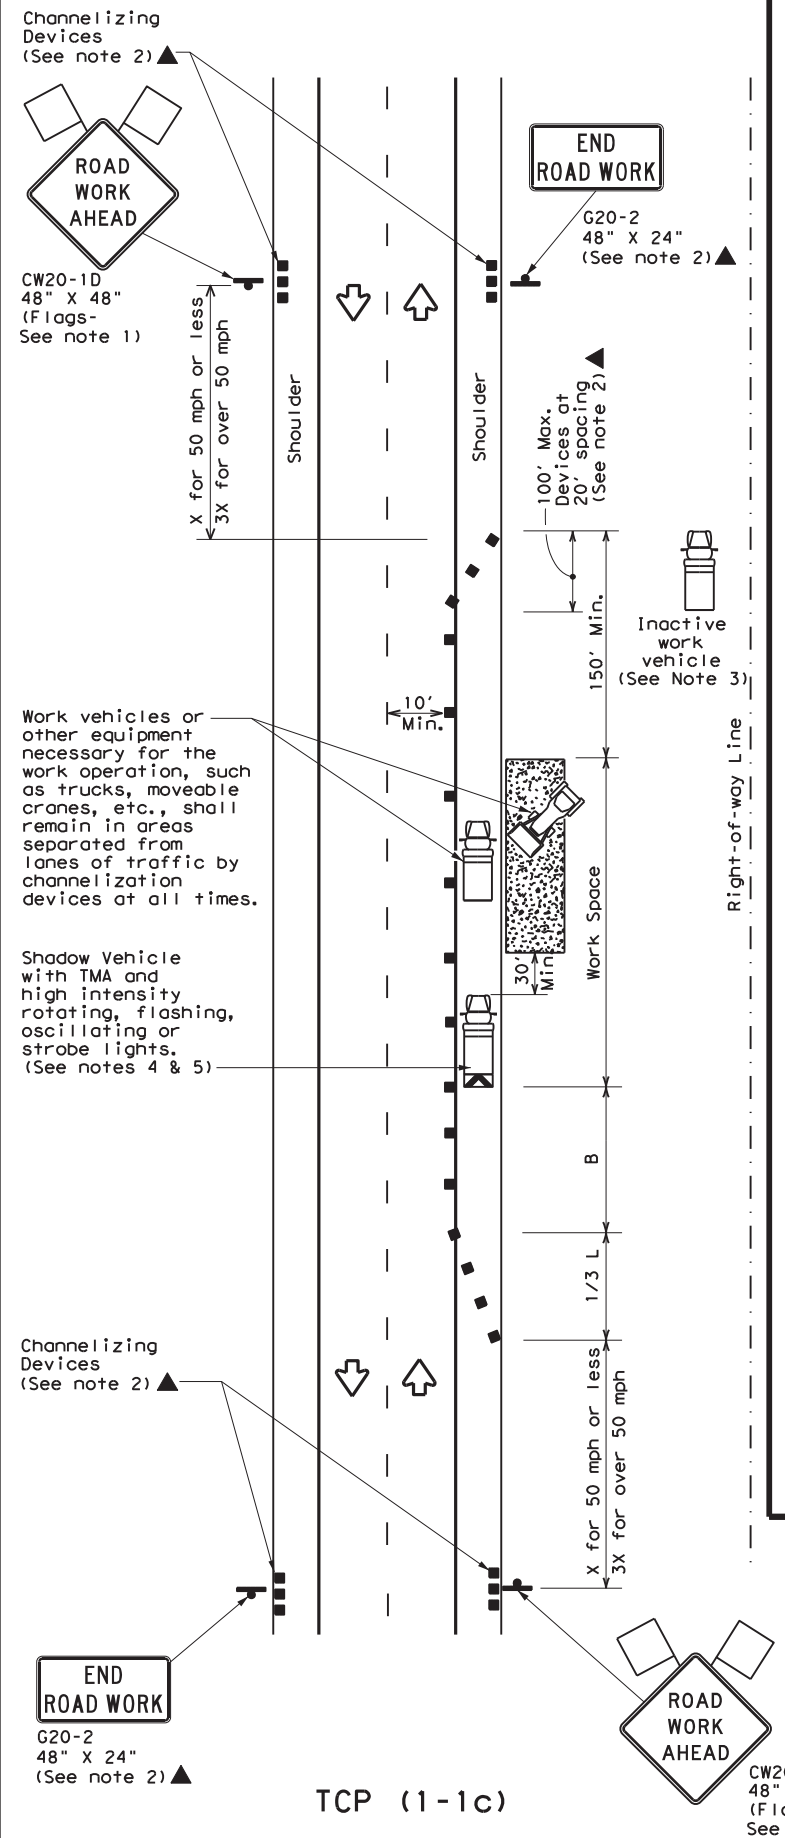 Channelizing
Devices
(See note 2)
ROAD
WORK
AHEAD
CW20-1D
48" X 48"
(Flags-
See note 1)
END
ROAD WORK
G20-2
48" X 24"
(See note 2)
X for 50 mph or less
3X for over 50 mph
Shoulder
Shoulder
100' Max.
Devices at
20' spacing
(See note 2)
150' Min.
Inactive
work
vehicle
(See Note 3)
10'
Min.
Work vehicles or
other equipment
necessary for the
work operation, such
as trucks, moveable
cranes, etc., shall
remain in areas
separated from
lanes of traffic by
channelization
devices at all times.
Right-of-way Line
Work Space
30'
Min.
Shadow Vehicle
with TMA and
high intensity
rotating, flashing,
oscillating or
strobe lights.
(See notes 4 & 5)
B
1/3 L
Channelizing
Devices
(See note 2)
X for 50 mph or less
3X for over 50 mph
END
ROAD WORK
G20-2
48" X 24"
(See note 2)
ROAD
WORK
AHEAD
48"
See
TCP (1-1c)